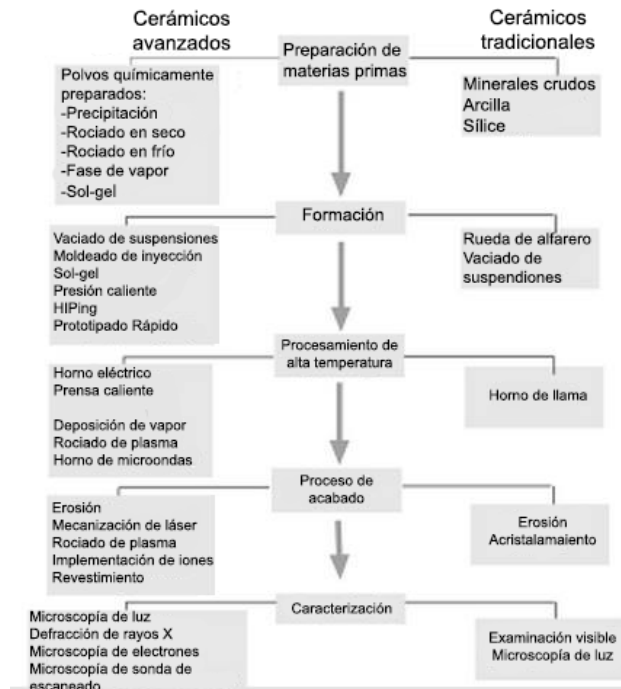 Cerámicos
avanzados
Cerámicos
tradicionales
Preparación de
materias primas
Polvos químicamente
preparados:
-Precipitación
-Rociado en seco
-Rociado en frío
-Fase de vapor
-Sol-gel
Minerales crudos
Arcilla
Sílice
Formación
Vaciado de suspensiones
Moldeado de inyección
Sol-gel
Presión caliente
HIPing
Prototipado Rápido
Rueda de alfarero
Vaciado de
suspendiones
Procesamiento de
alta temperatura
Horno eléctrico
Prensa caliente
Deposición de vapor
Rociado de plasma
Horno de microondas
Horno de llama
Proceso de
acabado
Erosión
Mecanización de láser
Rociado de plasma
Implementación de iones
Revestimiento
Erosión
Acristalamaiento
Caracterización
Microscopía de luz
Defracción de rayos X
Microscopía de electrones
Microscopía de sonda de
escaneado
Examinación visible
Microscopía de luz